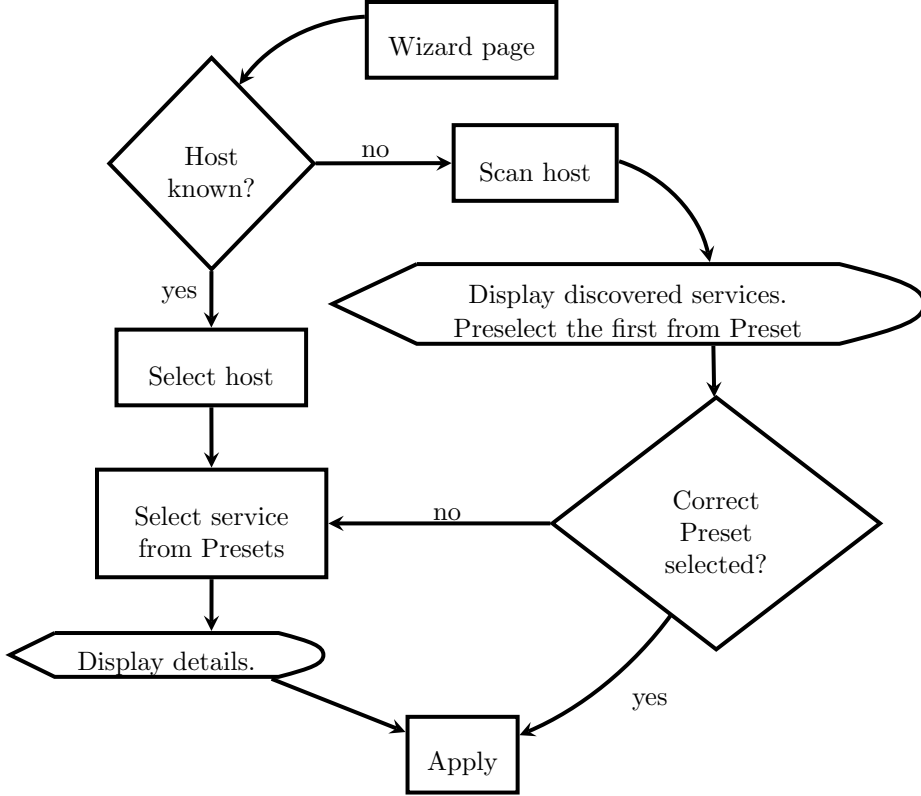 Wizard page
Host
known?
no
Scan host
yes
Display discovered services.
Preselect the first from Preset
Select host
Correct
Preset
selected?
no
Select service
from Presets
Display details.
yes
Apply